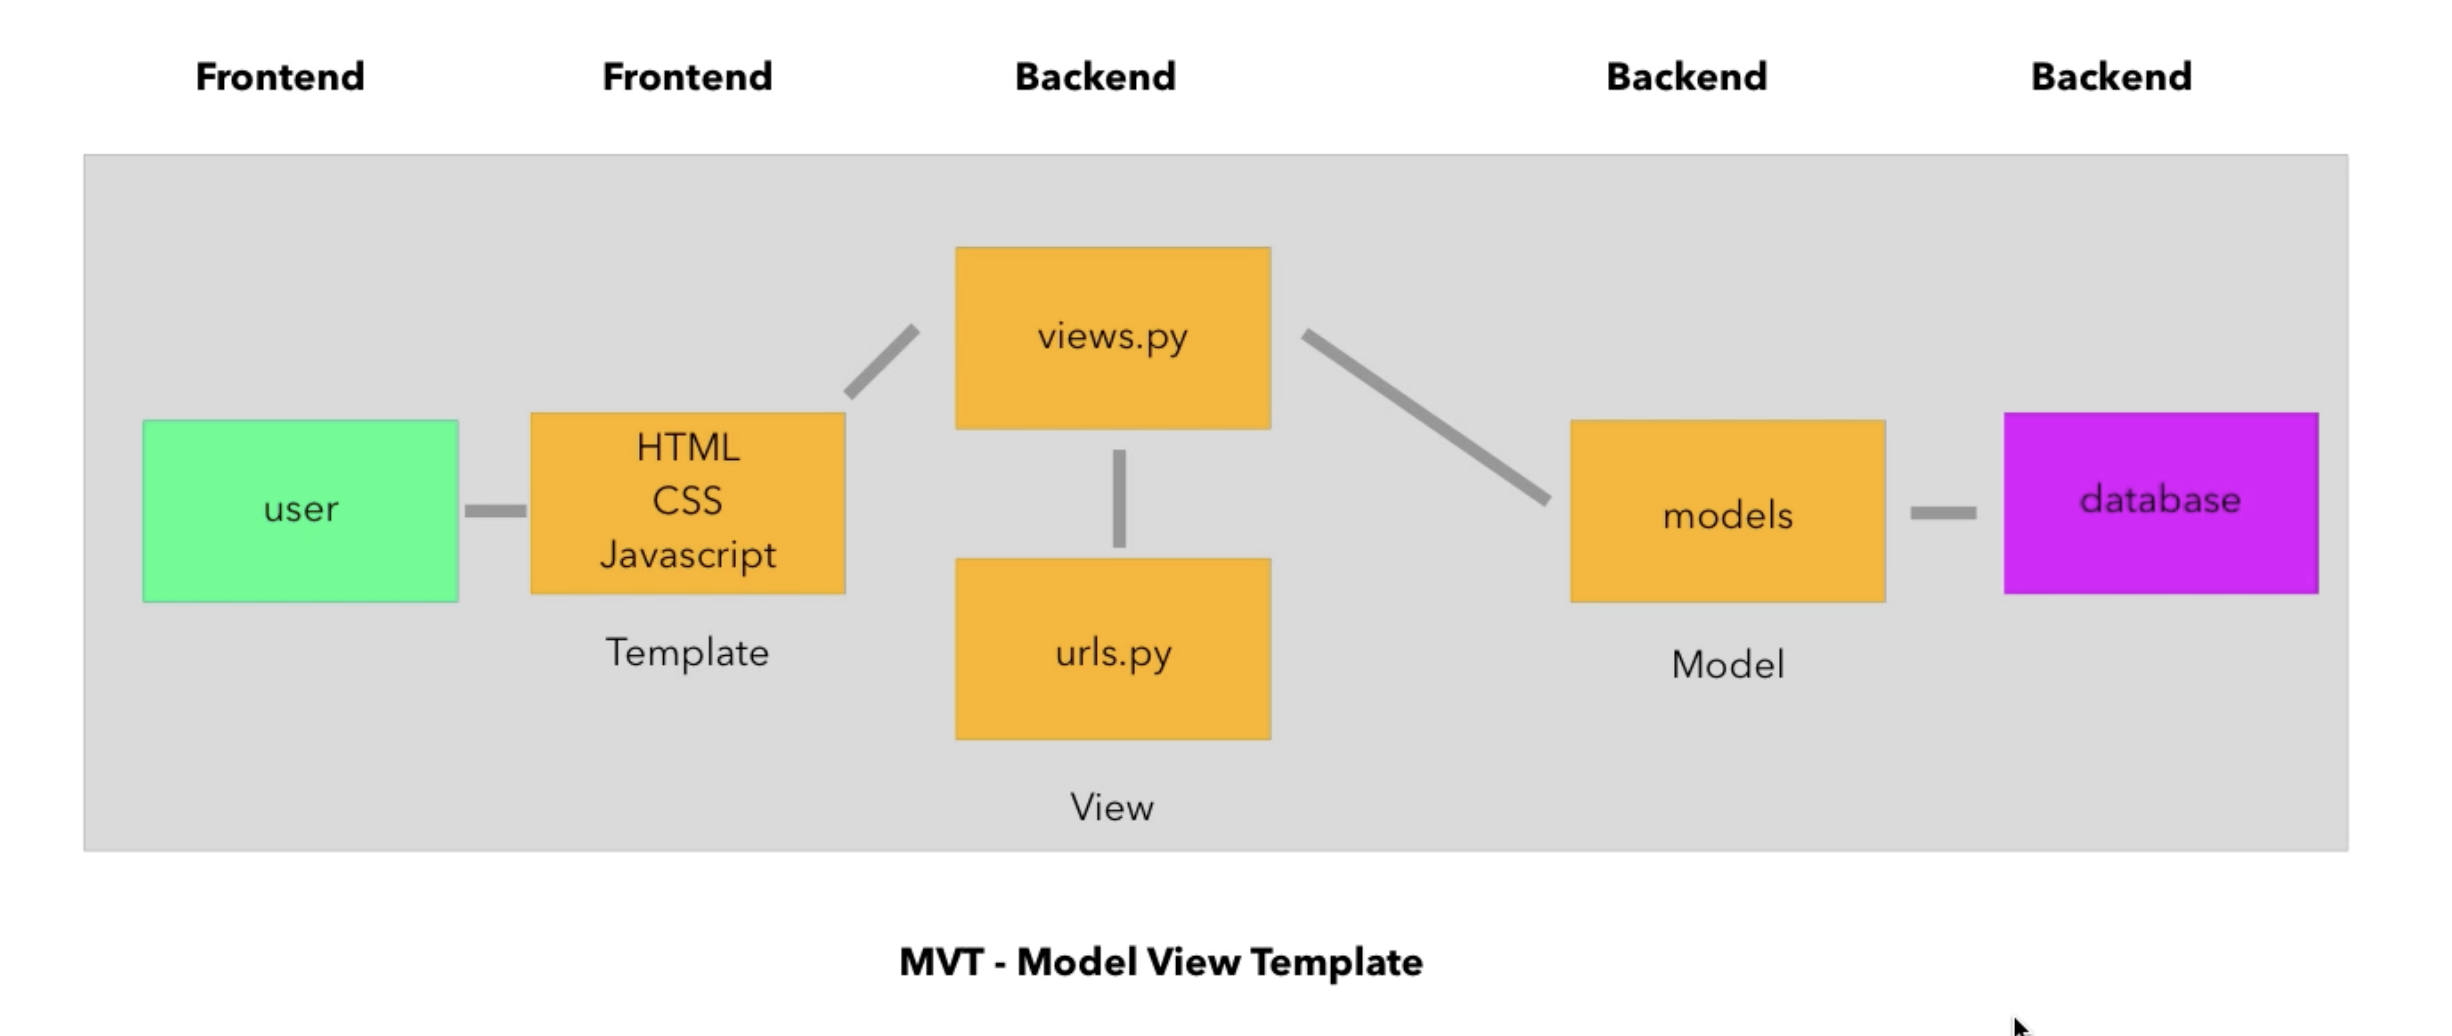 Frontend
Frontend
Backend
Backend
Backend
user
HTML
CSS
Javascript
Template
views.py
urls.py
View
models
Model
database
MVT - Model View Template